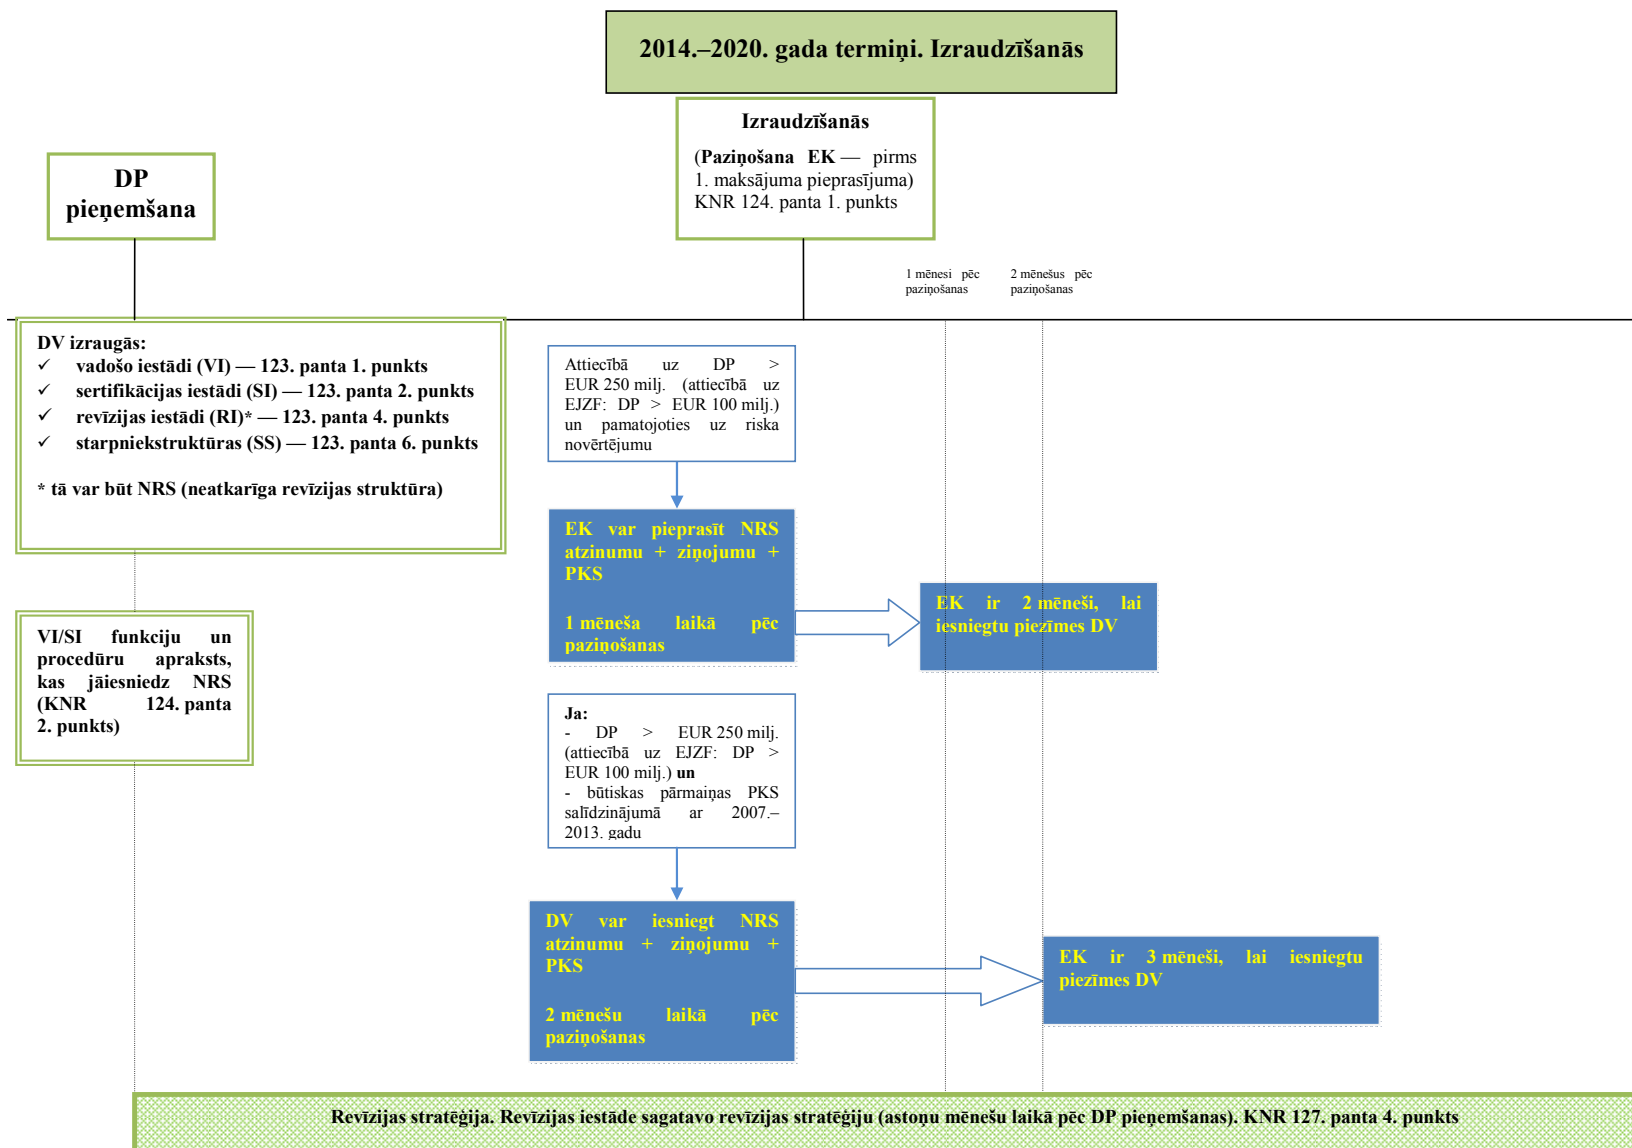 2014.–2020. gada termiņi. Izraudzīšanās
Izraudzīšanās
(Paziņošana EK — pirms
1. maksājuma pieprasījuma)
KNR 124. panta 1. punkts
DP
pieņemšana
1 mēnesi pēc
paziņošanas
2 mēnešus pēc
paziņošanas
DV izraugās:
✓ vadošo iestādi (VI) — 123. panta 1. punkts
✓ sertifikācijas iestādi (SI) — 123. panta 2. punkts
✓ revīzijas iestādi (RI)* — 123. panta 4. punkts
✓ starpniekstruktūras (SS) — 123. panta 6. punkts
* tā var būt NRS (neatkarīga revīzijas struktūra)
Attiecībā uz DP >
EUR 250 milj. (attiecībā uz
EJZF: DP > EUR 100 milj.)
un pamatojoties uz riska
novērtējumu
EK var pieprasīt NRS
atzinumu + ziņojumu +
PKS
1 mēneša laikā pēc
paziņošanas
EK ir 2 mēneši, lai
iesniegtu piezīmes DV
VI/SI funkciju un
procedūru apraksts,
kas jāiesniedz NRS
(KNR 124. panta
2. punkts)
Ja:
- DP > EUR 250 milj.
(attiecībā uz EJZF: DP >
EUR 100 milj.) un
- būtiskas pārmaiņas PKS
salīdzinājumā ar 2007.–
2013. gadu
DV var iesniegt NRS
atzinumu + ziņojumu +
PKS
2 mēnešu laikā pēc
paziņošanas
EK ir 3 mēneši, lai iesniegtu
piezīmes DV
Revīzijas stratēģija. Revīzijas iestāde sagatavo revīzijas stratēģiju (astoņu mēnešu laikā pēc DP pieņemšanas). KNR 127. panta 4. punkts